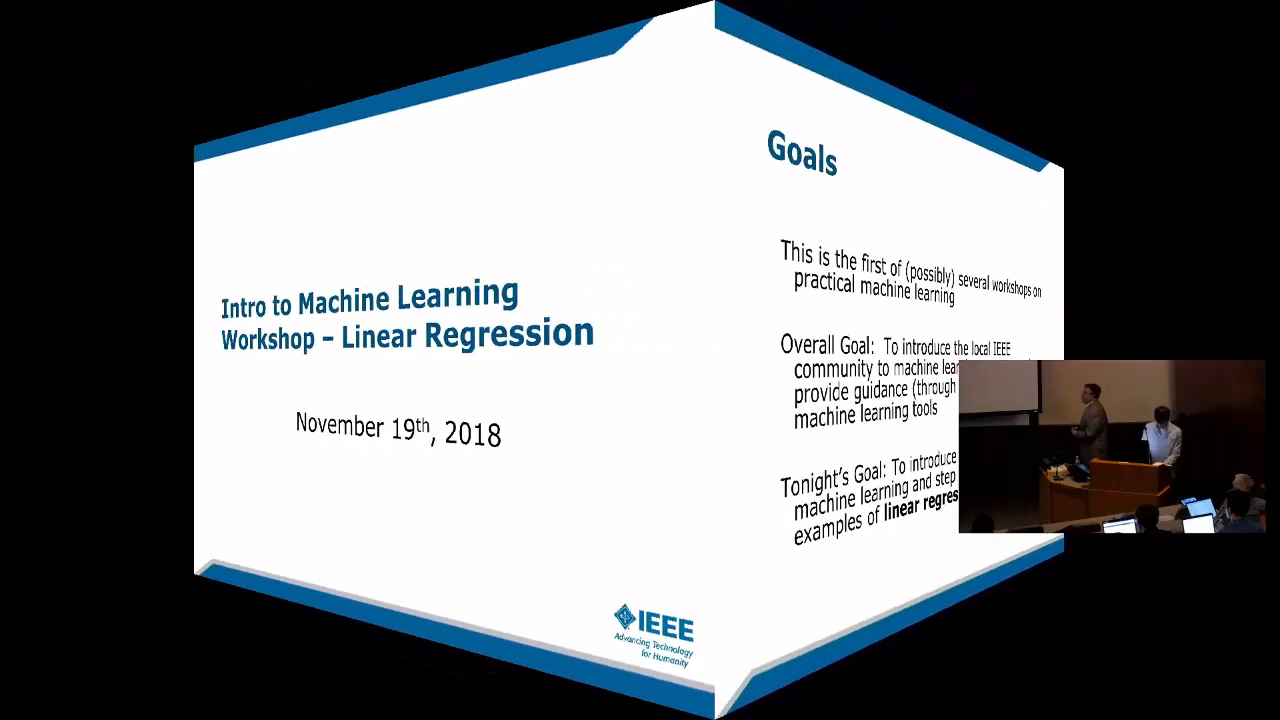 Intro to Machine Learning
Workshop – Linear Regression
November 19th, 2018
IEEE
Advancing Technology
for Humanity
Goals
This is the first of (possibly) several workshops on
practical machine learning
Overall Goal: To introduce the local IEEE
community to machine
provide guidance (through
machine learning tools
Tonight's Goal: To introduce
machine learning and step
examples of linear